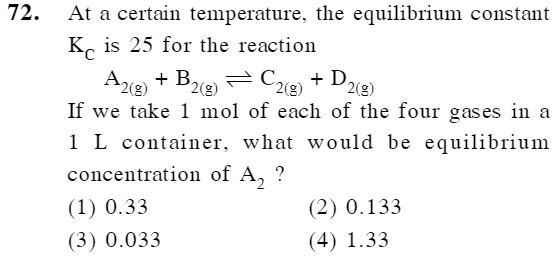 72. At a certain temperature, the equilibrium constant
K_C is 25 for the reaction
A_2(g) + B_2(g) ⇌ C_2(g) + D_2(g)
If we take 1 mol of each of the four gases in a
1 L container, what would be equilibrium
concentration of A_2 ?
(1) 0.33 (2) 0.133
(3) 0.033 (4) 1.33